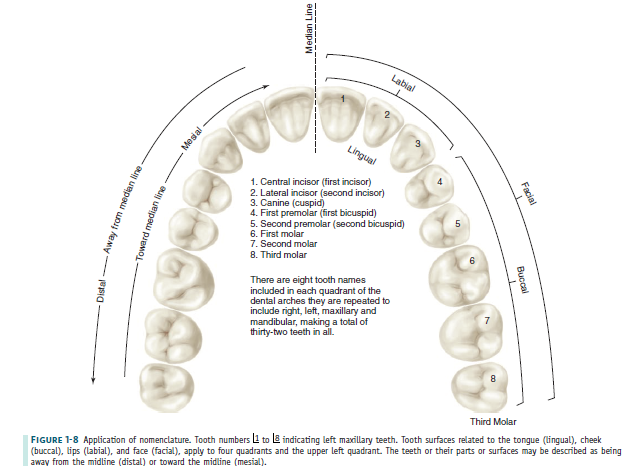 Median Line
Labial
1
2
3
4
5
6
7
8
Mesial
Lingual
Facial
Buccal
Distal
Away from median line
Toward median line
1. Central incisor (first incisor)
2. Lateral incisor (second incisor)
3. Canine (cuspid)
4. First premolar (first bicuspid)
5. Second premolar (second bicuspid)
6. First molar
7. Second molar
8. Third molar
There are eight tooth names
included in each quadrant of the
dental arches they are repeated to
include right, left, maxillary and
mandibular, making a total of
thirty-two teeth in all.
Third Molar
FIGURE 1-8 Application of nomenclature. Tooth numbers 1 to 8 indicating left maxillary teeth. Tooth surfaces related to the tongue (lingual), cheek
(buccal), lips (labial), and face (facial), apply to four quadrants and the upper left quadrant. The teeth or their parts or surfaces may be described as being
away from the midline (distal) or toward the midline (mesial).